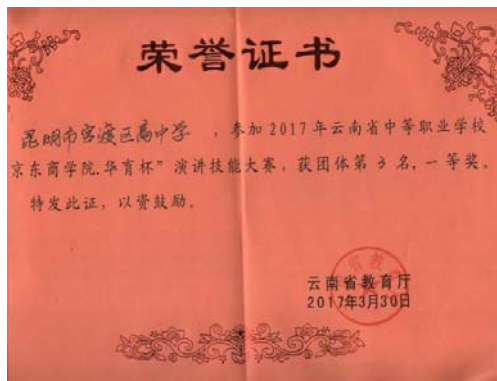 荣誉证书
昆明市官渡区高中学 ,参加2017年云南省中等职业学校
京东商学院.华育杯”演讲技能大赛,获团体第 3 名,一等奖。
特发此证,以资鼓励。
云南省教育厅
2017年3月30日